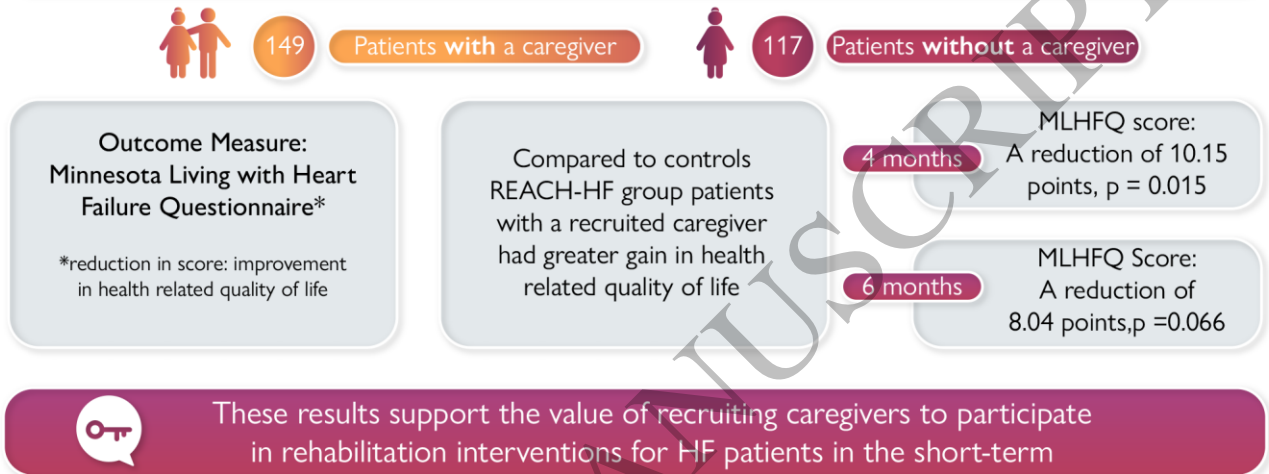 149
Patients with a caregiver
117
Patients without a caregiver
Outcome Measure:
Minnesota Living with Heart
Failure Questionnaire*
*reduction in score: improvement
in health related quality of life
Compared to controls
REACH-HF group patients
with a recruited caregiver
had greater gain in health
related quality of life
4 months
MLHFQ score:
A reduction of 10.15
points, p = 0.015
6 months
MLHFQ Score:
A reduction of
8.04 points,p =0.066
These results support the value of recruiting caregivers to participate
in rehabilitation interventions for HF patients in the short-term